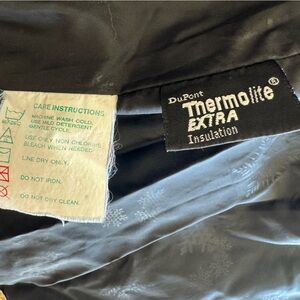 CARE INSTRUCTIONS
MACHINE WASH COLD,
USE MILD DETERGENT
GENTLE CYCLE.
USE ONLY NON CHLORINE
BLEACH WHEN NEEDED.
LINE DRY ONLY.
DO NOT IRON.
DO NOT DRY CLEAN.
DuPont
Thermolite®
EXTRA
Insulation